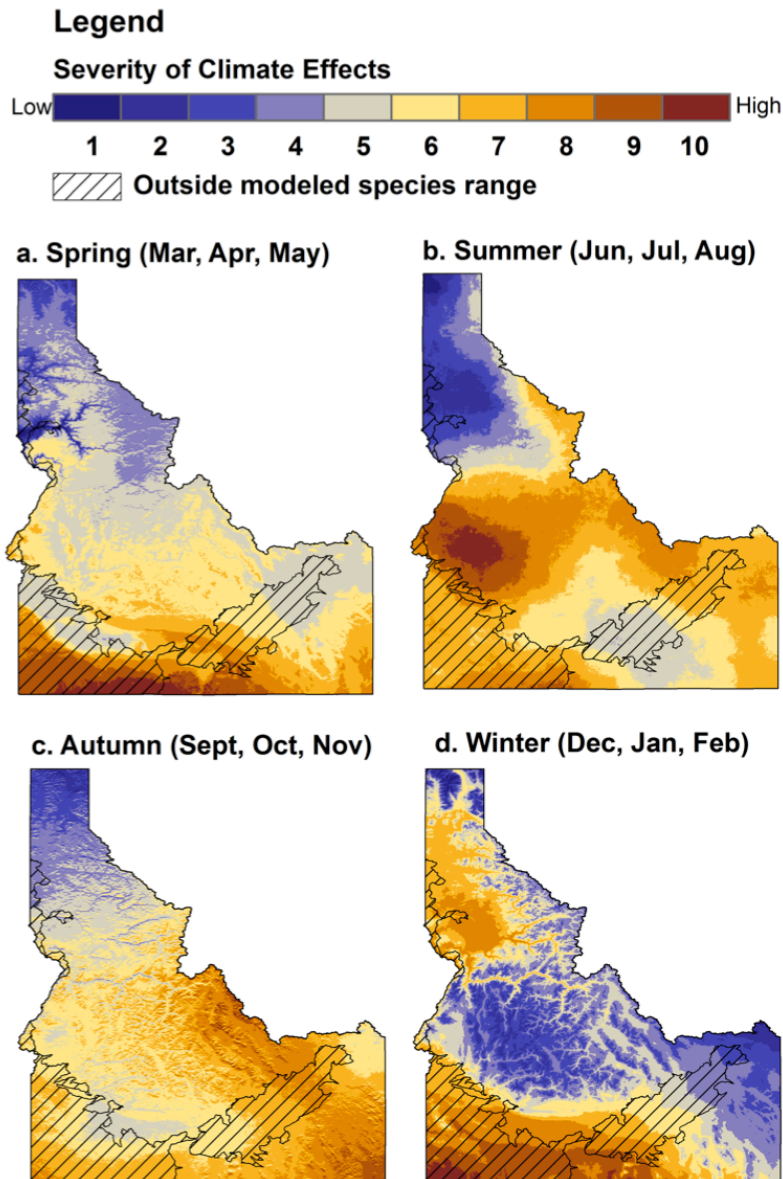 Legend
Severity of Climate Effects
Low High
1 2 3 4 5 6 7 8 9 10
Outside modeled species range
a. Spring (Mar, Apr, May)
b. Summer (Jun, Jul, Aug)
c. Autumn (Sept, Oct, Nov)
d. Winter (Dec, Jan, Feb)